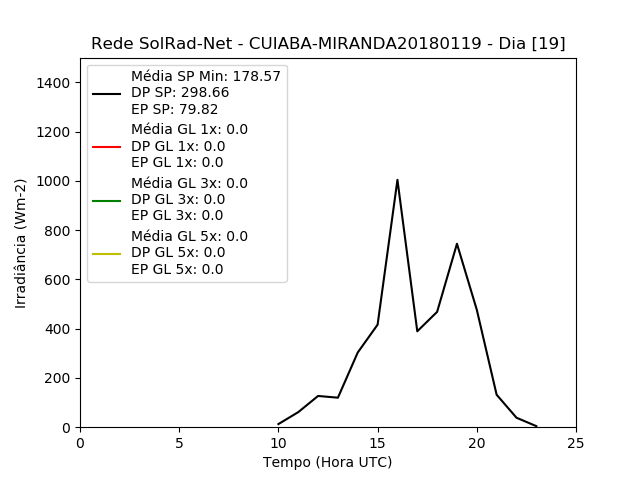 Rede SolRad-Net - CUIABA-MIRANDA20180119 - Dia [19]
Média SP Min: 178.57
DP SP: 298.66
EP SP: 79.82
Média GL 1x: 0.0
DP GL 1x: 0.0
EP GL 1x: 0.0
Média GL 3x: 0.0
DP GL 3x: 0.0
EP GL 3x: 0.0
Média GL 5x: 0.0
DP GL 5x: 0.0
EP GL 5x: 0.0
Irradiância (Wm-2)
1400
1200
1000
800
600
400
200
0
0 5 10 15 20 25
Tempo (Hora UTC)